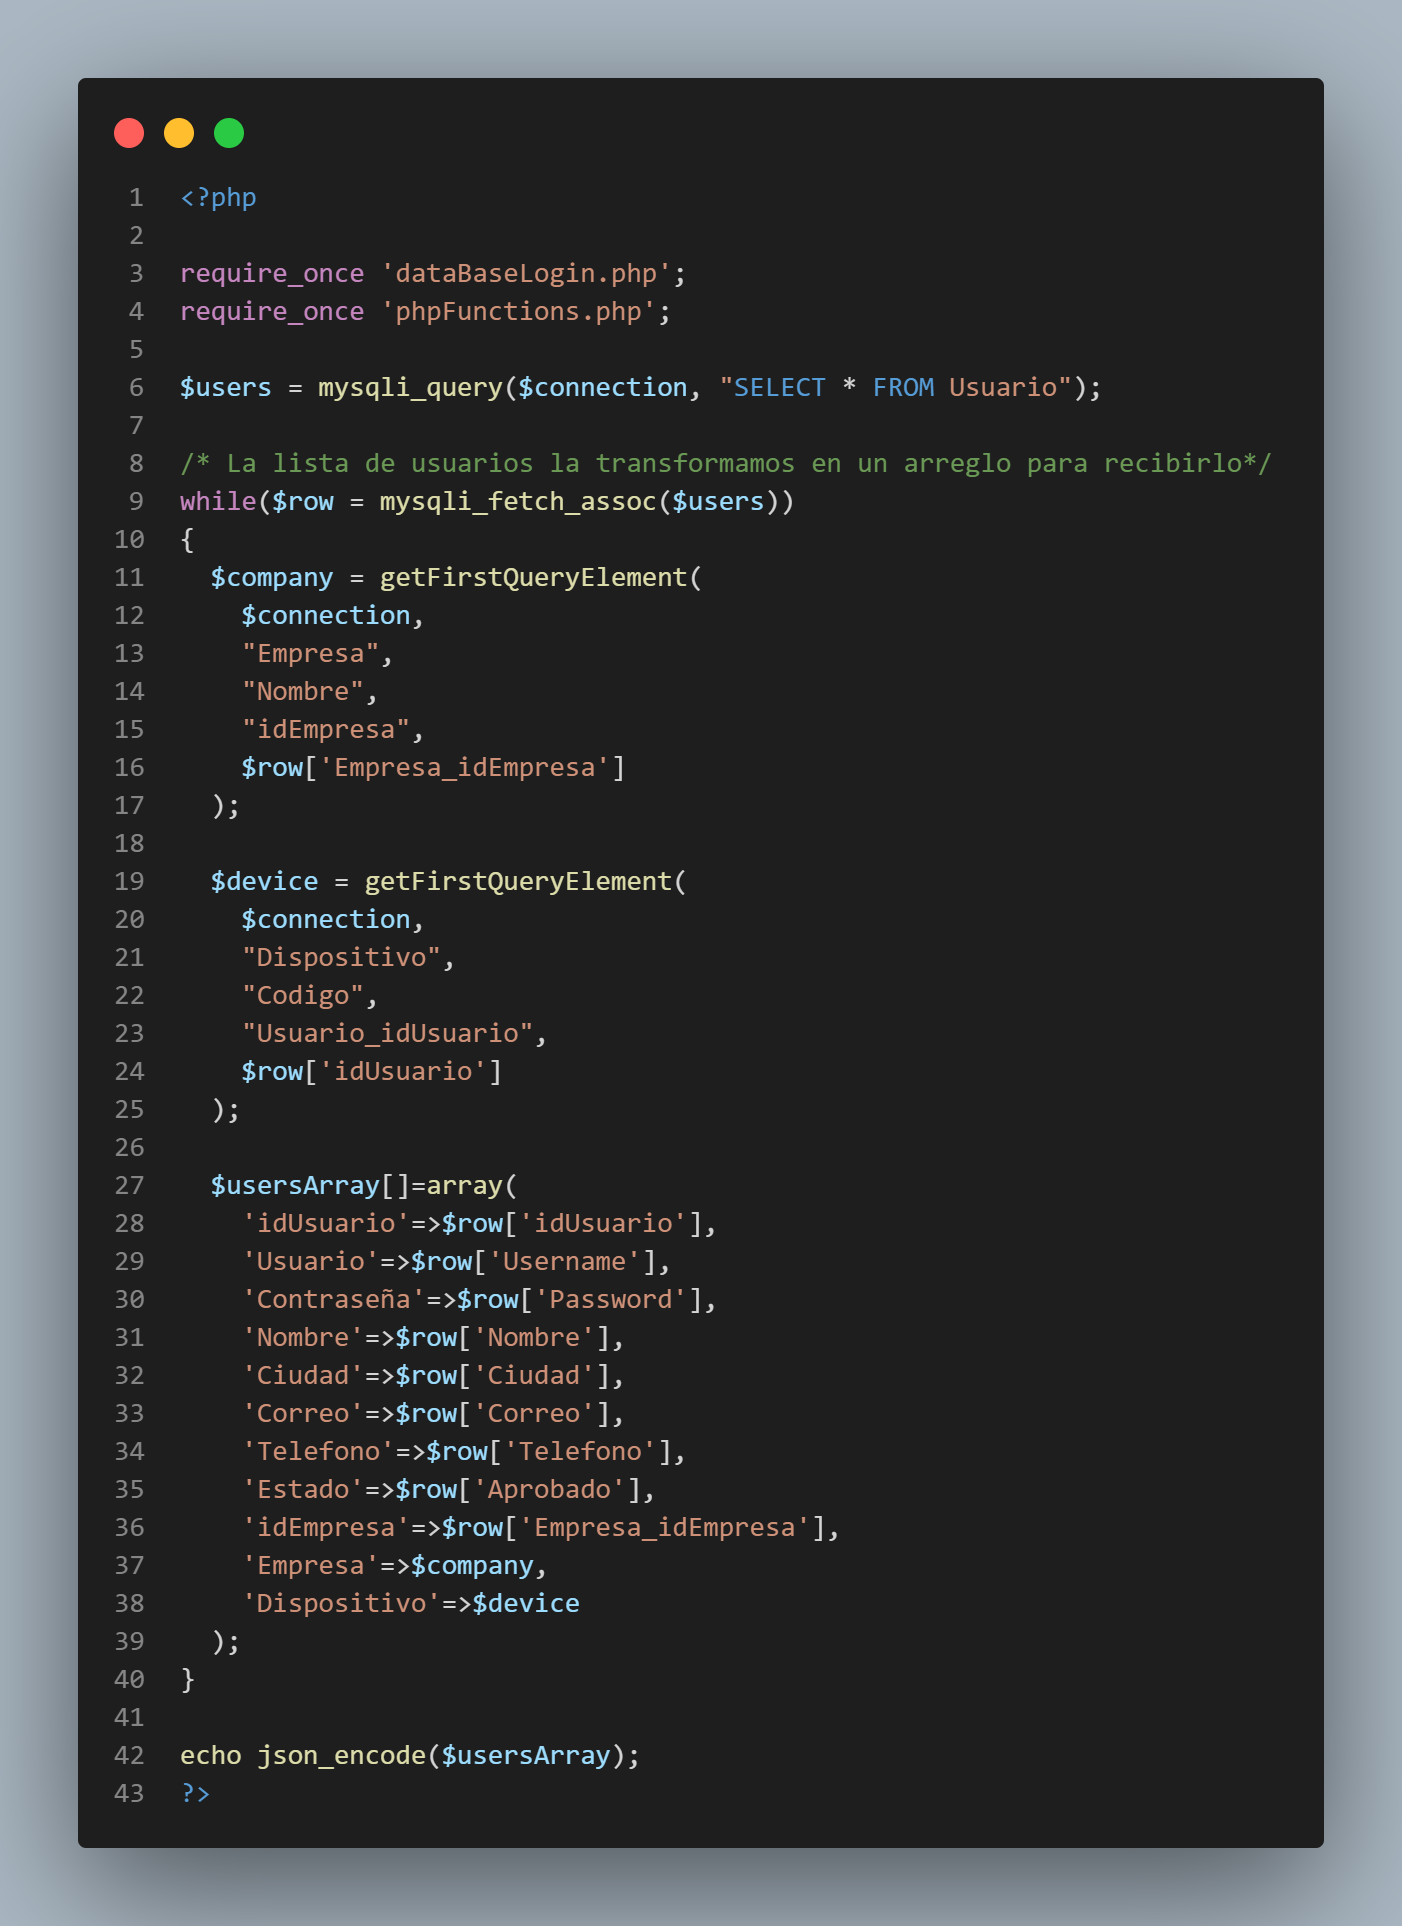 1 <?php
2
3 require_once 'dataBaseLogin.php';
4 require_once 'phpFunctions.php';
5
6 $users = mysqli_query($connection, "SELECT * FROM Usuario");
7
8 /* La lista de usuarios la transformamos en un arreglo para recibirlo*/
9 while($row = mysqli_fetch_assoc($users))
10 {
11   $company = getFirstQueryElement(
12     $connection,
13     "Empresa",
14     "Nombre",
15     "idEmpresa",
16     $row['Empresa_idEmpresa']
17   );
18
19   $device = getFirstQueryElement(
20     $connection,
21     "Dispositivo",
22     "Codigo",
23     "Usuario_idUsuario",
24     $row['idUsuario']
25   );
26
27   $usersArray[]=array(
28     'idUsuario'=>$row['idUsuario'],
29     'Usuario'=>$row['Username'],
30     'Contraseña'=>$row['Password'],
31     'Nombre'=>$row['Nombre'],
32     'Ciudad'=>$row['Ciudad'],
33     'Correo'=>$row['Correo'],
34     'Telefono'=>$row['Telefono'],
35     'Estado'=>$row['Aprobado'],
36     'idEmpresa'=>$row['Empresa_idEmpresa'],
37     'Empresa'=>$company,
38     'Dispositivo'=>$device
39   );
40 }
41
42 echo json_encode($usersArray);
43 ?>